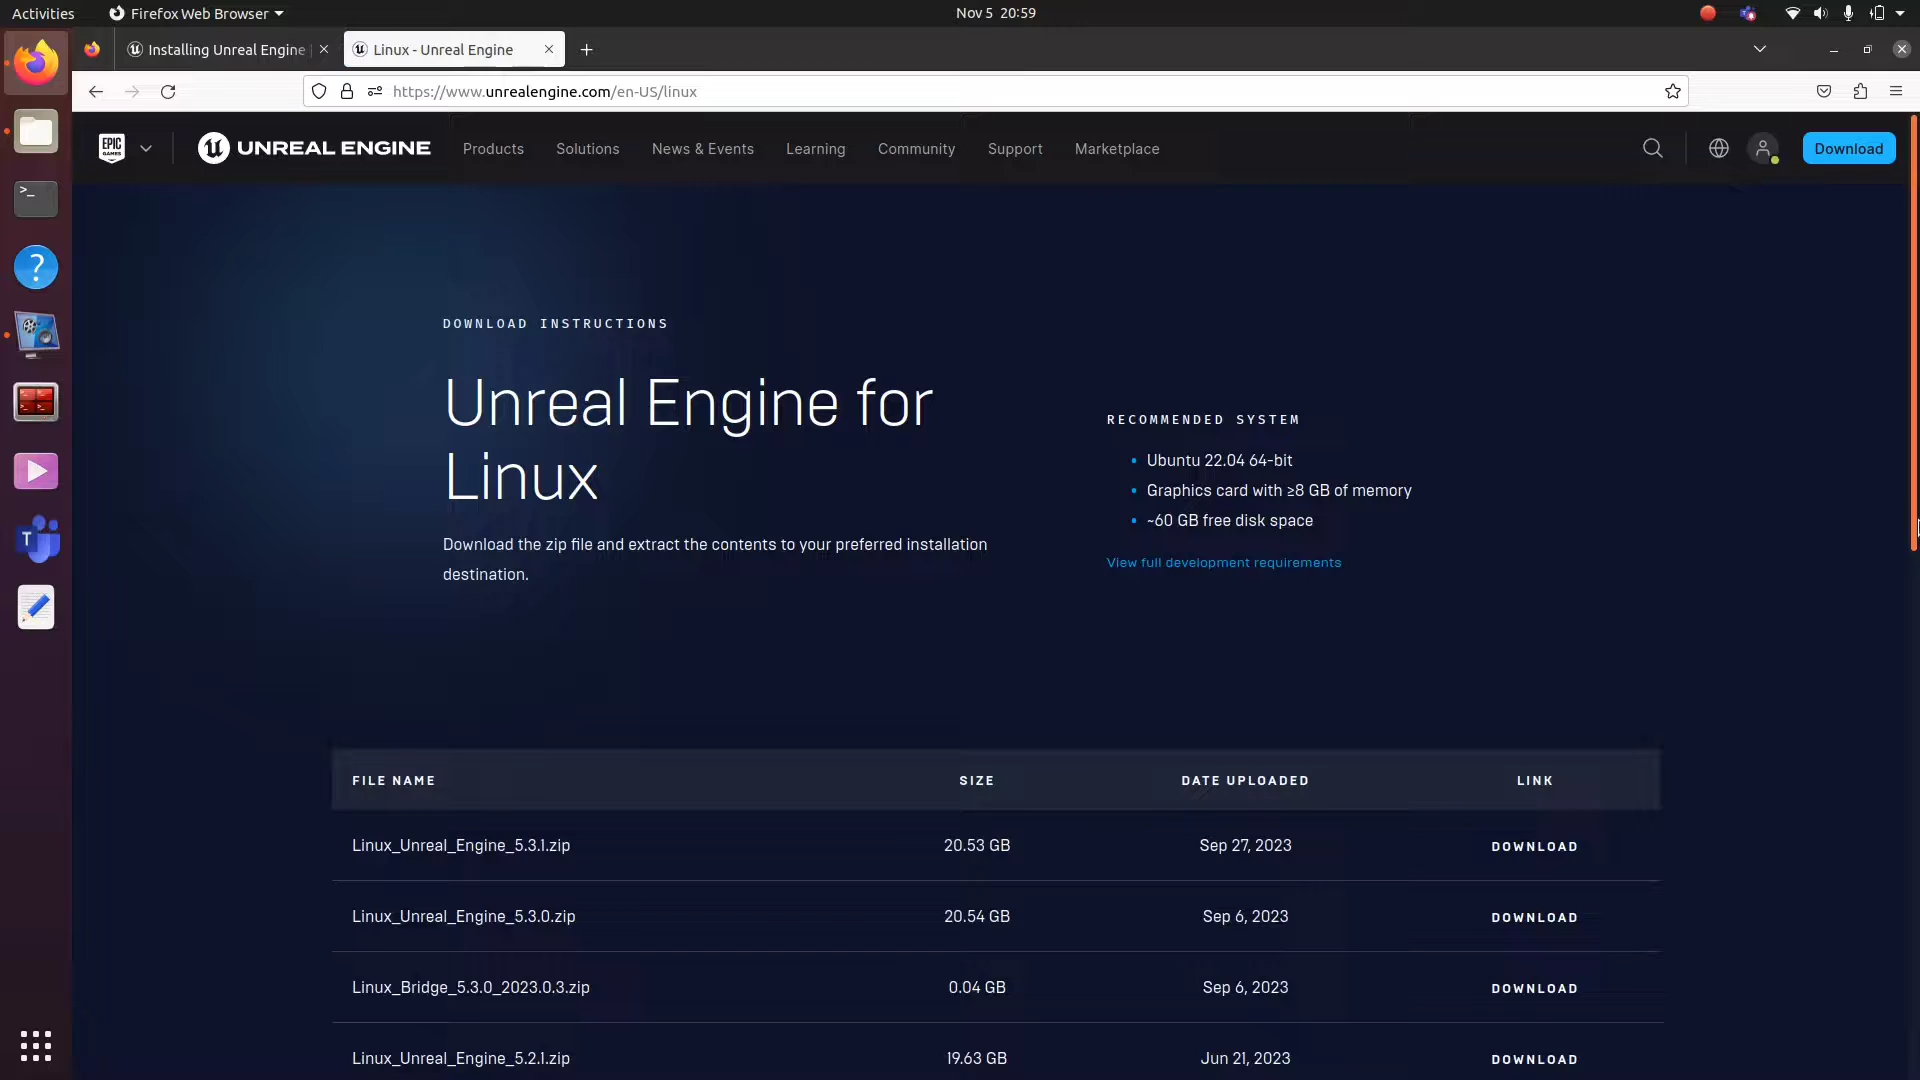 Activities
Firefox Web Browser
Nov 5 20:59
Installing Unreal Engine
Linux - Unreal Engine
https://www.unrealengine.com/en-US/linux
EPIC GAMES
UNREAL ENGINE
Products
Solutions
News & Events
Learning
Community
Support
Marketplace
Download
DOWNLOAD INSTRUCTIONS
Unreal Engine for
Linux
Download the zip file and extract the contents to your preferred installation
destination.
RECOMMENDED SYSTEM
• Ubuntu 22.04 64-bit
• Graphics card with ≥8 GB of memory
• ~60 GB free disk space
View full development requirements
FILE NAME SIZE DATE UPLOADED LINK
Linux_Unreal_Engine_5.3.1.zip 20.53 GB Sep 27, 2023 DOWNLOAD
Linux_Unreal_Engine_5.3.0.zip 20.54 GB Sep 6, 2023 DOWNLOAD
Linux_Bridge_5.3.0_2023.0.3.zip 0.04 GB Sep 6, 2023 DOWNLOAD
Linux_Unreal_Engine_5.2.1.zip 19.63 GB Jun 21, 2023 DOWNLOAD